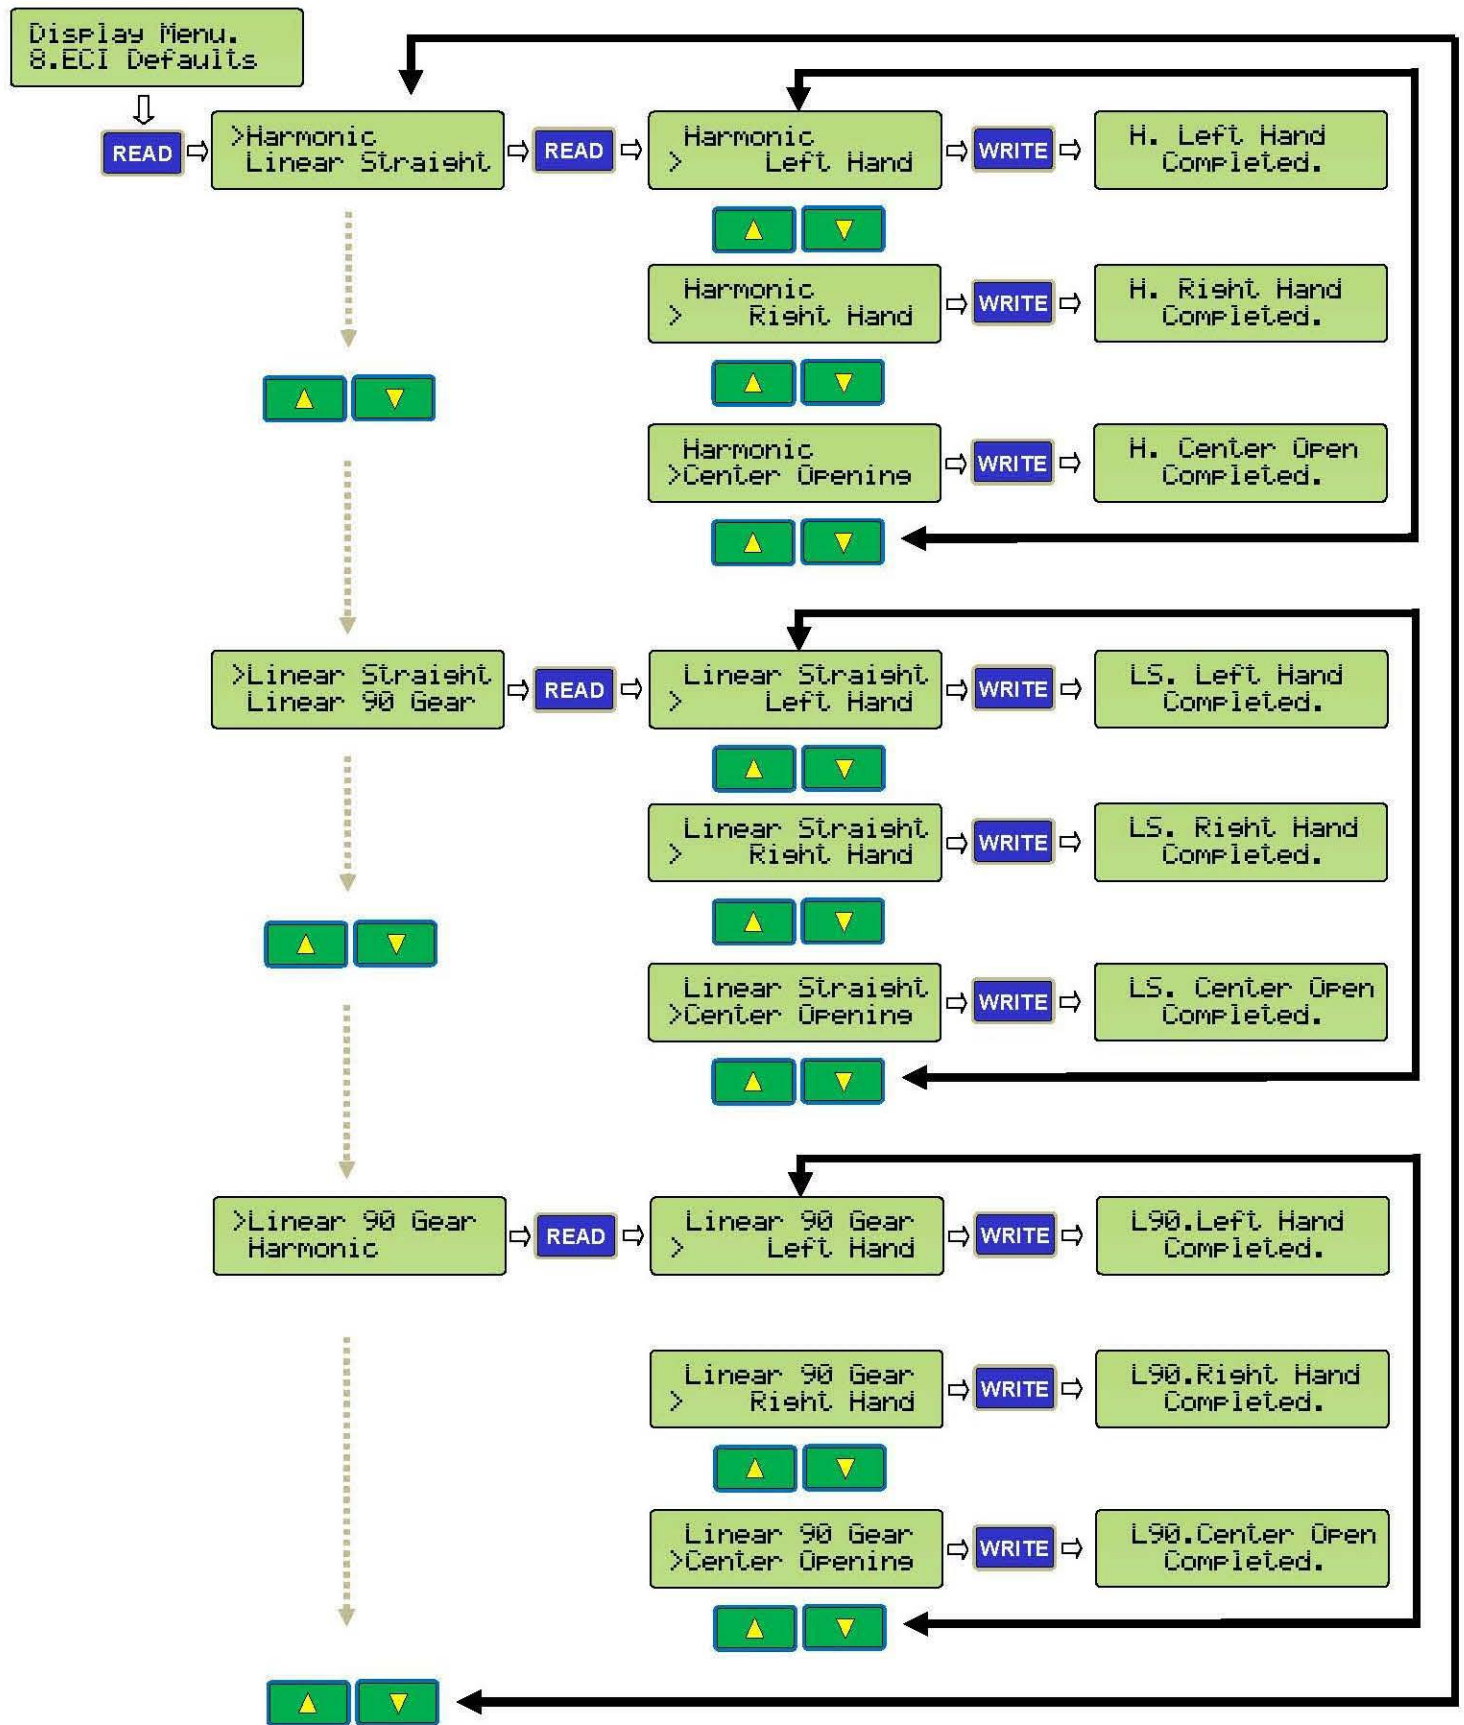 Display Menu.
8.ECI Defaults
READ
>Harmonic
Linear Straight
READ
Harmonic
> Left Hand
WRITE
H. Left Hand
Completed.
Harmonic
> Right Hand
WRITE
H. Right Hand
Completed.
Harmonic
>Center Opening
WRITE
H. Center Open
Completed.
>Linear Straight
Linear 90 Gear
READ
Linear Straight
> Left Hand
WRITE
LS. Left Hand
Completed.
Linear Straight
> Right Hand
WRITE
LS. Right Hand
Completed.
Linear Straight
>Center Opening
WRITE
LS. Center Open
Completed.
>Linear 90 Gear
Harmonic
READ
Linear 90 Gear
> Left Hand
WRITE
L90.Left Hand
Completed.
Linear 90 Gear
> Right Hand
WRITE
L90.Right Hand
Completed.
Linear 90 Gear
>Center Opening
WRITE
L90.Center Open
Completed.